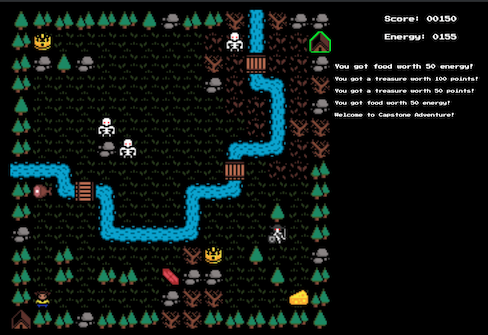 Score: 00150
Energy: 0155
You got food worth 50 energy!
You got a treasure worth 100 points!
You got a treasure worth 50 points!
You got food worth 50 energy!
Welcome to Capstone Adventure!